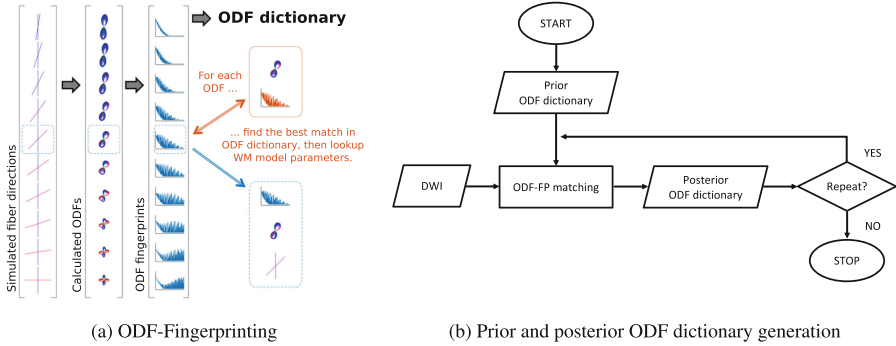 ODF dictionary
Simulated fiber directions
Calculated ODFs
ODF fingerprints
For each
ODF ...
... find the best match in
ODF dictionary, then lookup
WM model parameters.
(a) ODF-Fingerprinting
START
Prior
ODF dictionary
YES
DWI
ODF-FP matching
Posterior
ODF dictionary
Repeat?
NO
STOP
(b) Prior and posterior ODF dictionary generation